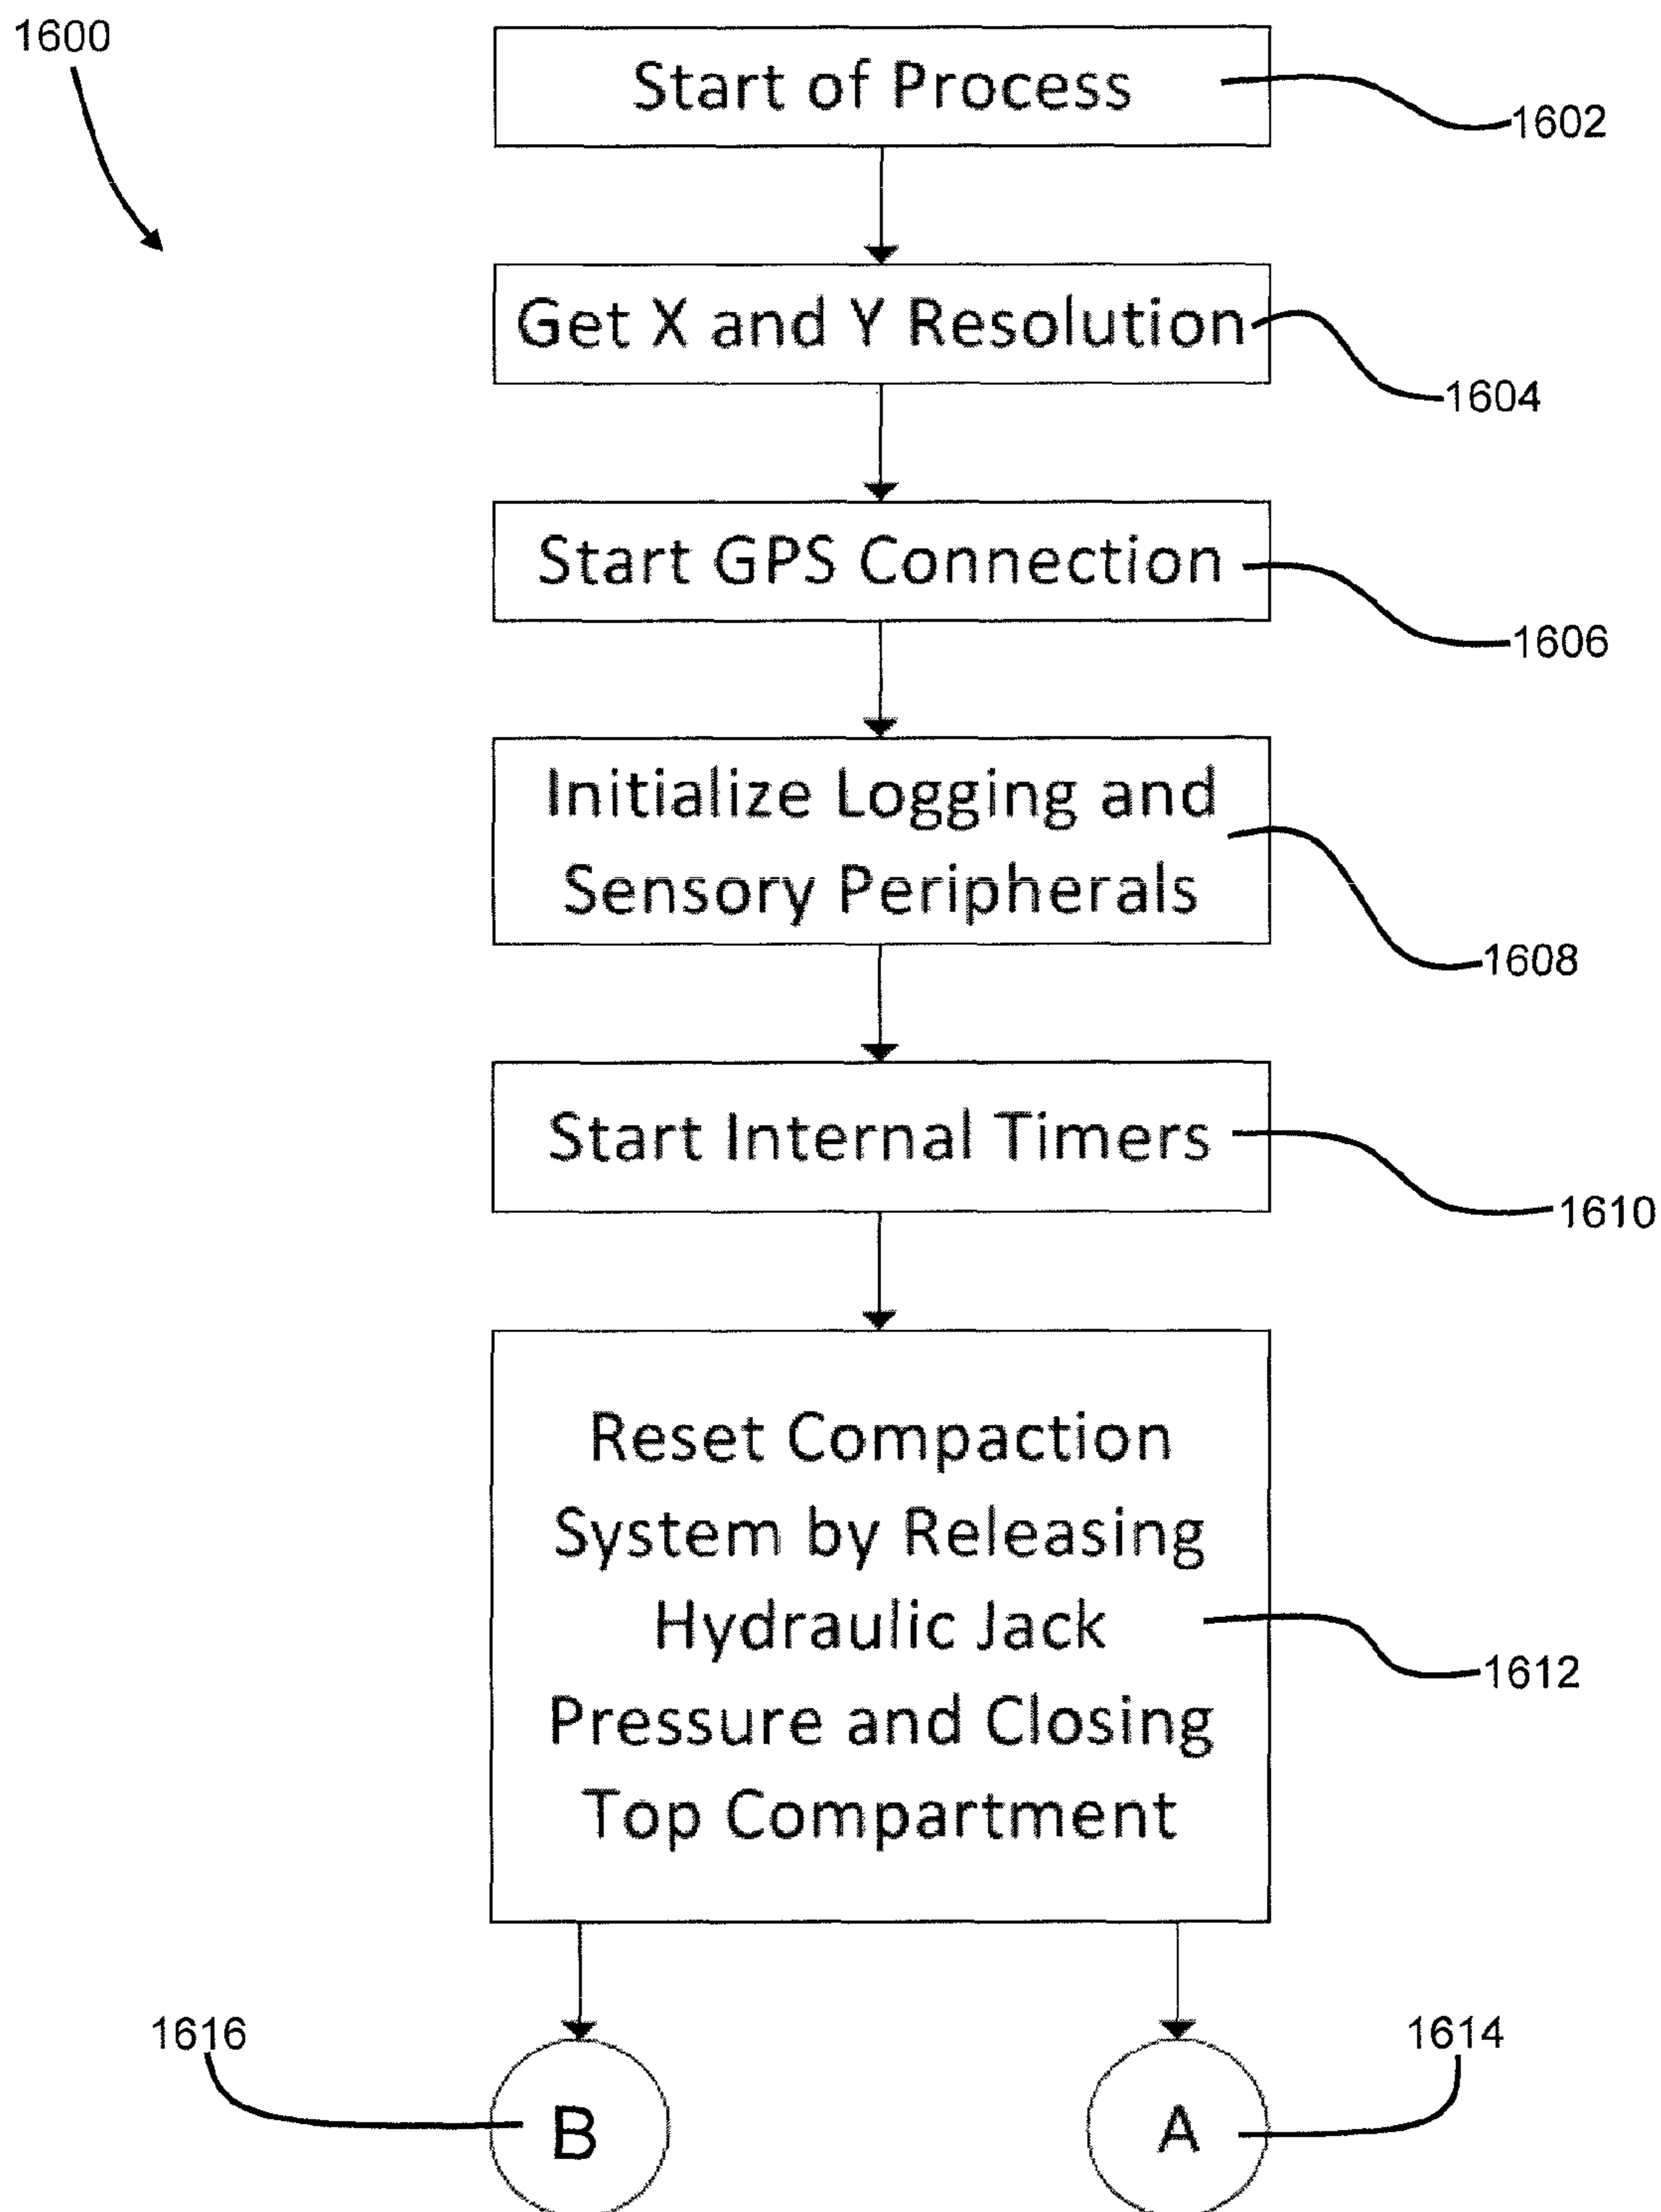 1600
Start of Process
1602
Get X and Y Resolution
1604
Start GPS Connection
1606
Initialize Logging and
Sensory Peripherals
1608
Start Internal Timers
1610
Reset Compaction
System by Releasing
Hydraulic Jack
Pressure and Closing
Top Compartment
1612
1616
1614
B
A